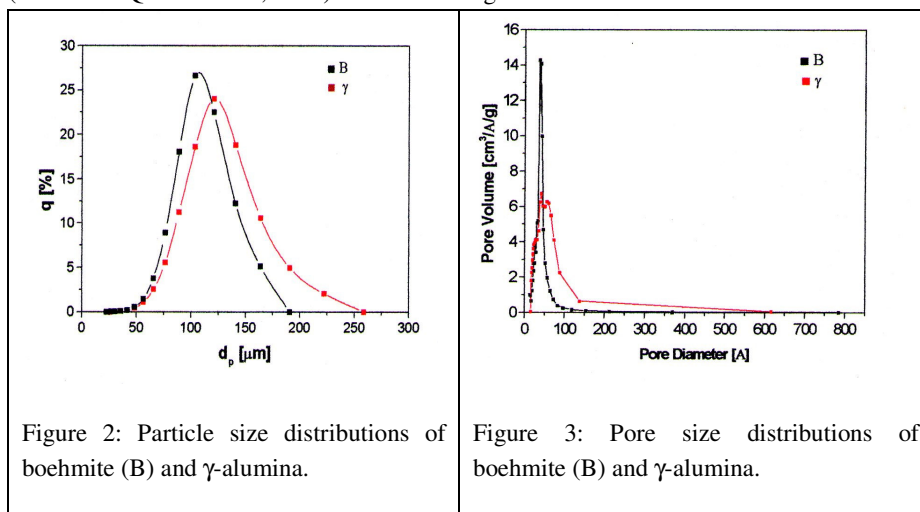 30
25
20
15
10
5
0
q [%]
0 50 100 150 200 250 300
d_p [μm]
B
γ
16
14
12
10
8
6
4
2
0
Pore Volume [cm³/A/g]
0 100 200 300 400 500 600 700 800
Pore Diameter [A]
B
γ
Figure 2: Particle size distributions of
boehmite (B) and γ-alumina.
Figure 3: Pore size distributions of
boehmite (B) and γ-alumina.